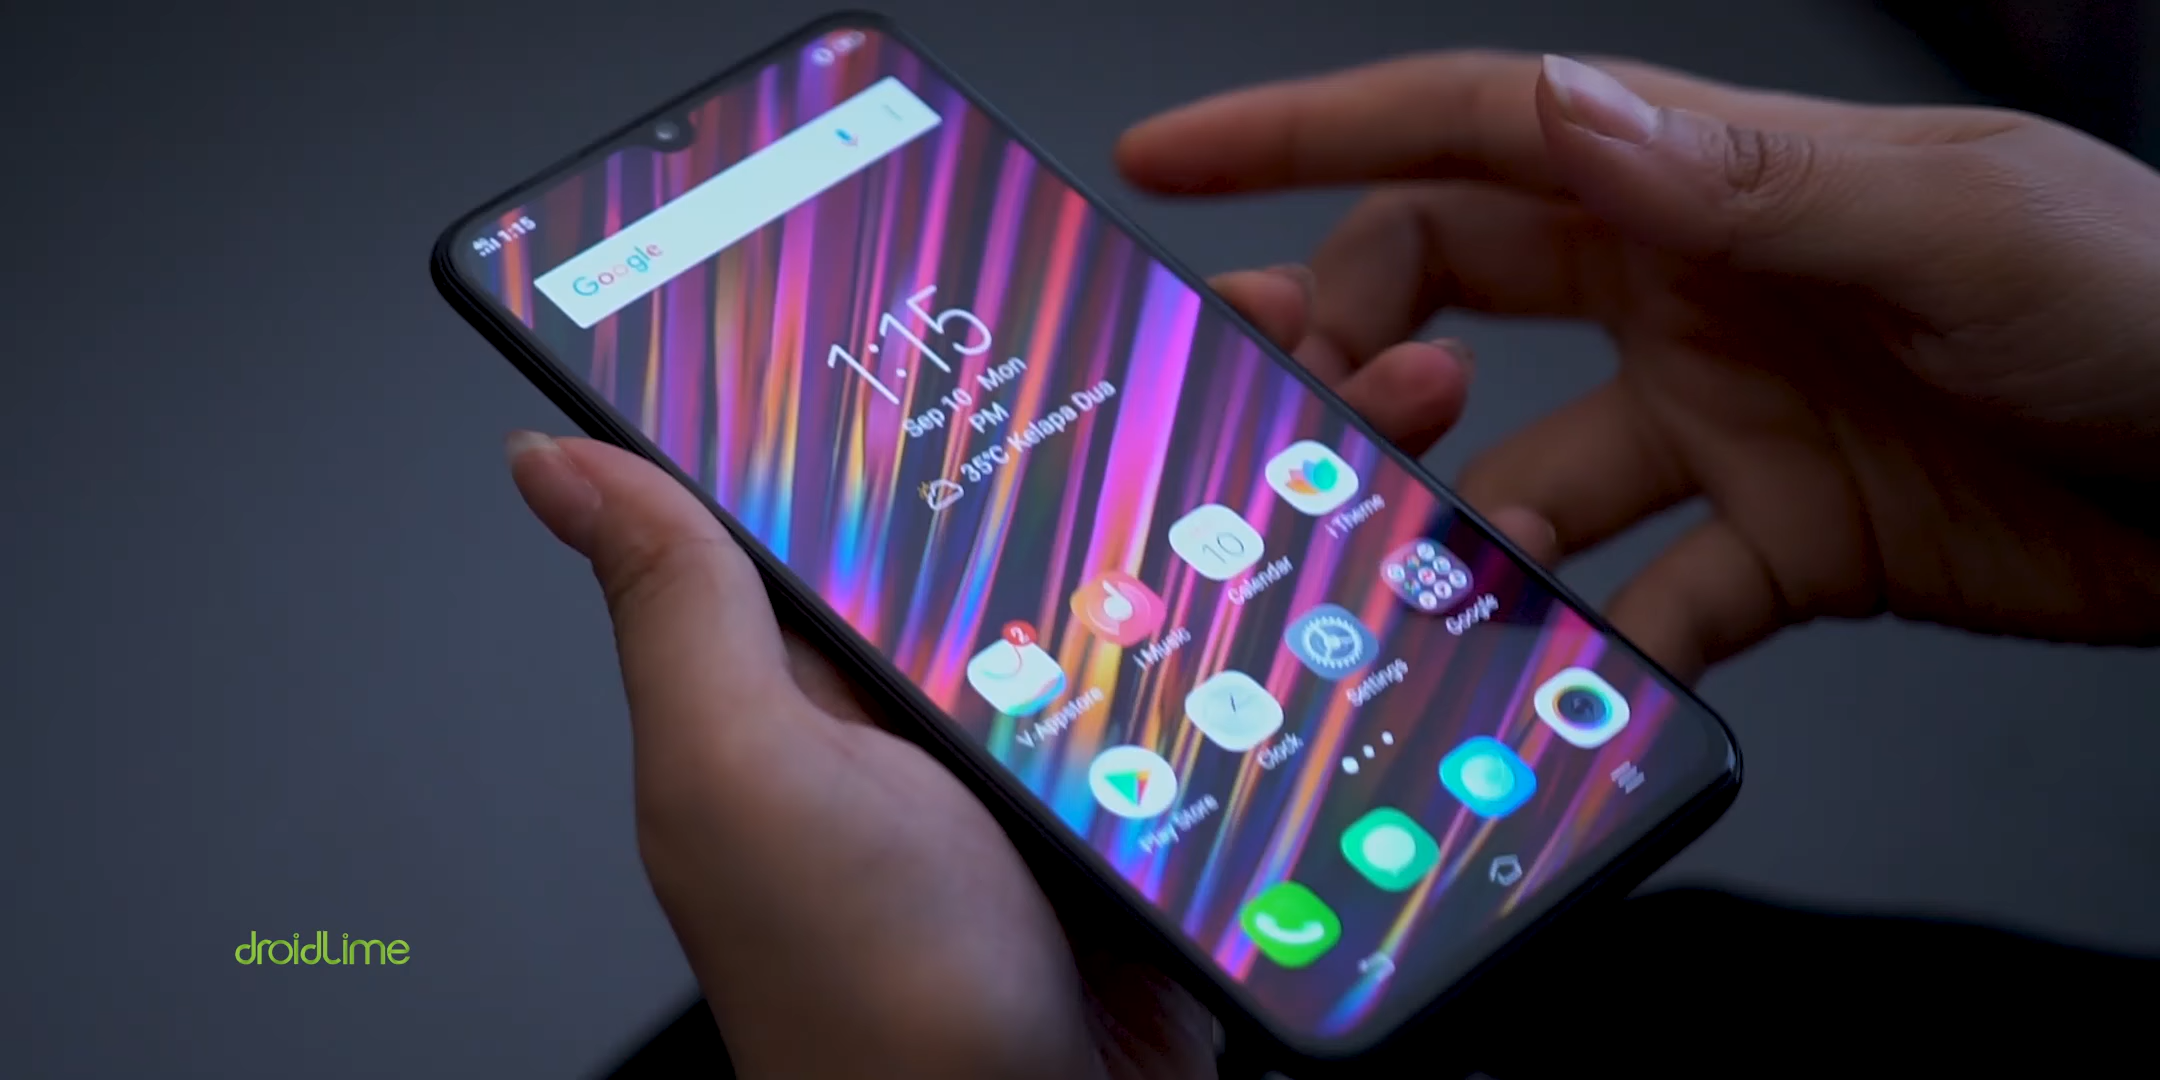 4G 1:15
Google
1:15
Sep 10 Mon
PM
35°C Kelapa Dua
2
V-Appstore
i Music
10
Calendar
i Theme
Play Store
Clock
Settings
Google
droidlime